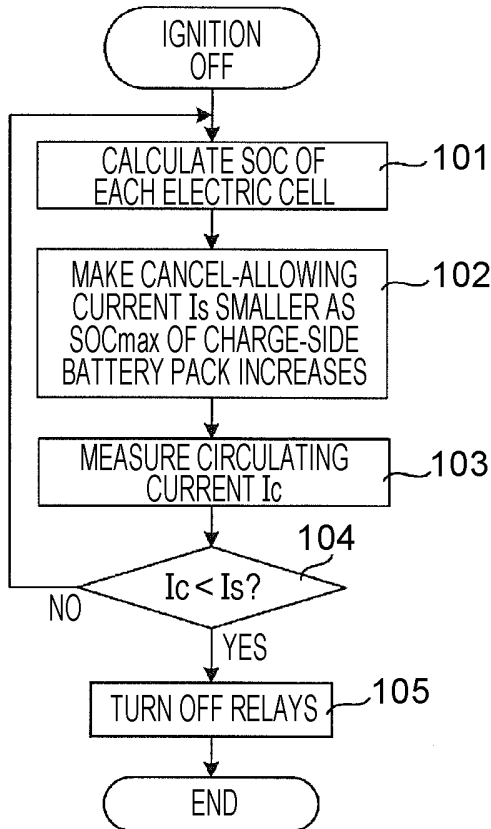 IGNITION
OFF
CALCULATE SOC OF
EACH ELECTRIC CELL
101
MAKE CANCEL-ALLOWING
CURRENT Is SMALLER AS
SOCmax OF CHARGE-SIDE
BATTERY PACK INCREASES
102
MEASURE CIRCULATING
CURRENT Ic
103
104
Ic < Is?
NO
YES
TURN OFF RELAYS
105
END